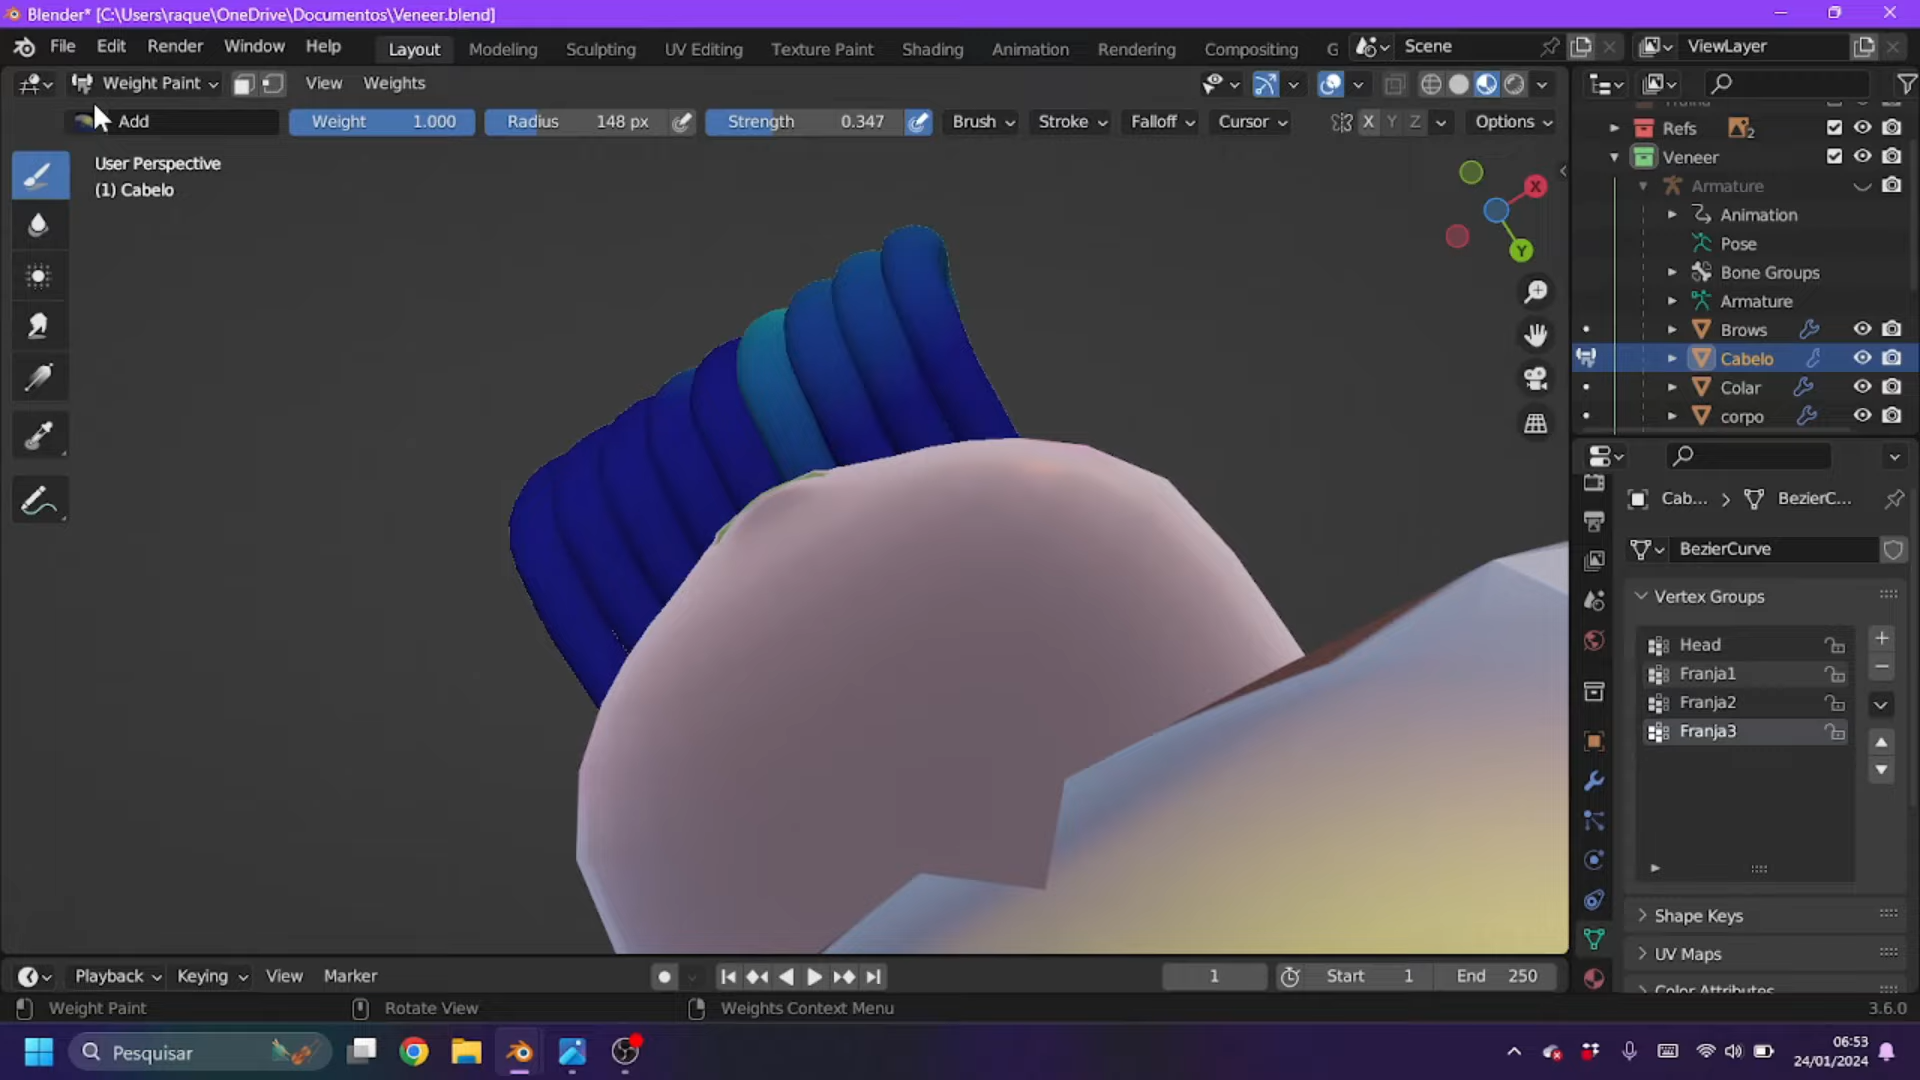 Blender* [C:\Users\raque\OneDrive\Documentos\Veneer.blend]
File Edit Render Window Help Layout Modeling Sculpting UV Editing Texture Paint Shading Animation Rendering Compositing G Scene ViewLayer
Weight Paint View Weights
Add Weight 1.000 Radius 148 px Strength 0.347 Brush Stroke Falloff Cursor X Y Z Options
User Perspective
(1) Cabelo
X
Y
Refs 2
Veneer
Armature
Animation
Pose
Bone Groups
Armature
Brows
Cabelo
Colar
corpo
Cab... BezierC...
BezierCurve
Vertex Groups
Head
Franja1
Franja2
Franja3
Shape Keys
UV Maps
Color Attributes
Playback Keying View Marker 1 Start 1 End 250
Weight Paint Rotate View Weights Context Menu 3.6.0
Pesquisar
06:53
24/01/2024